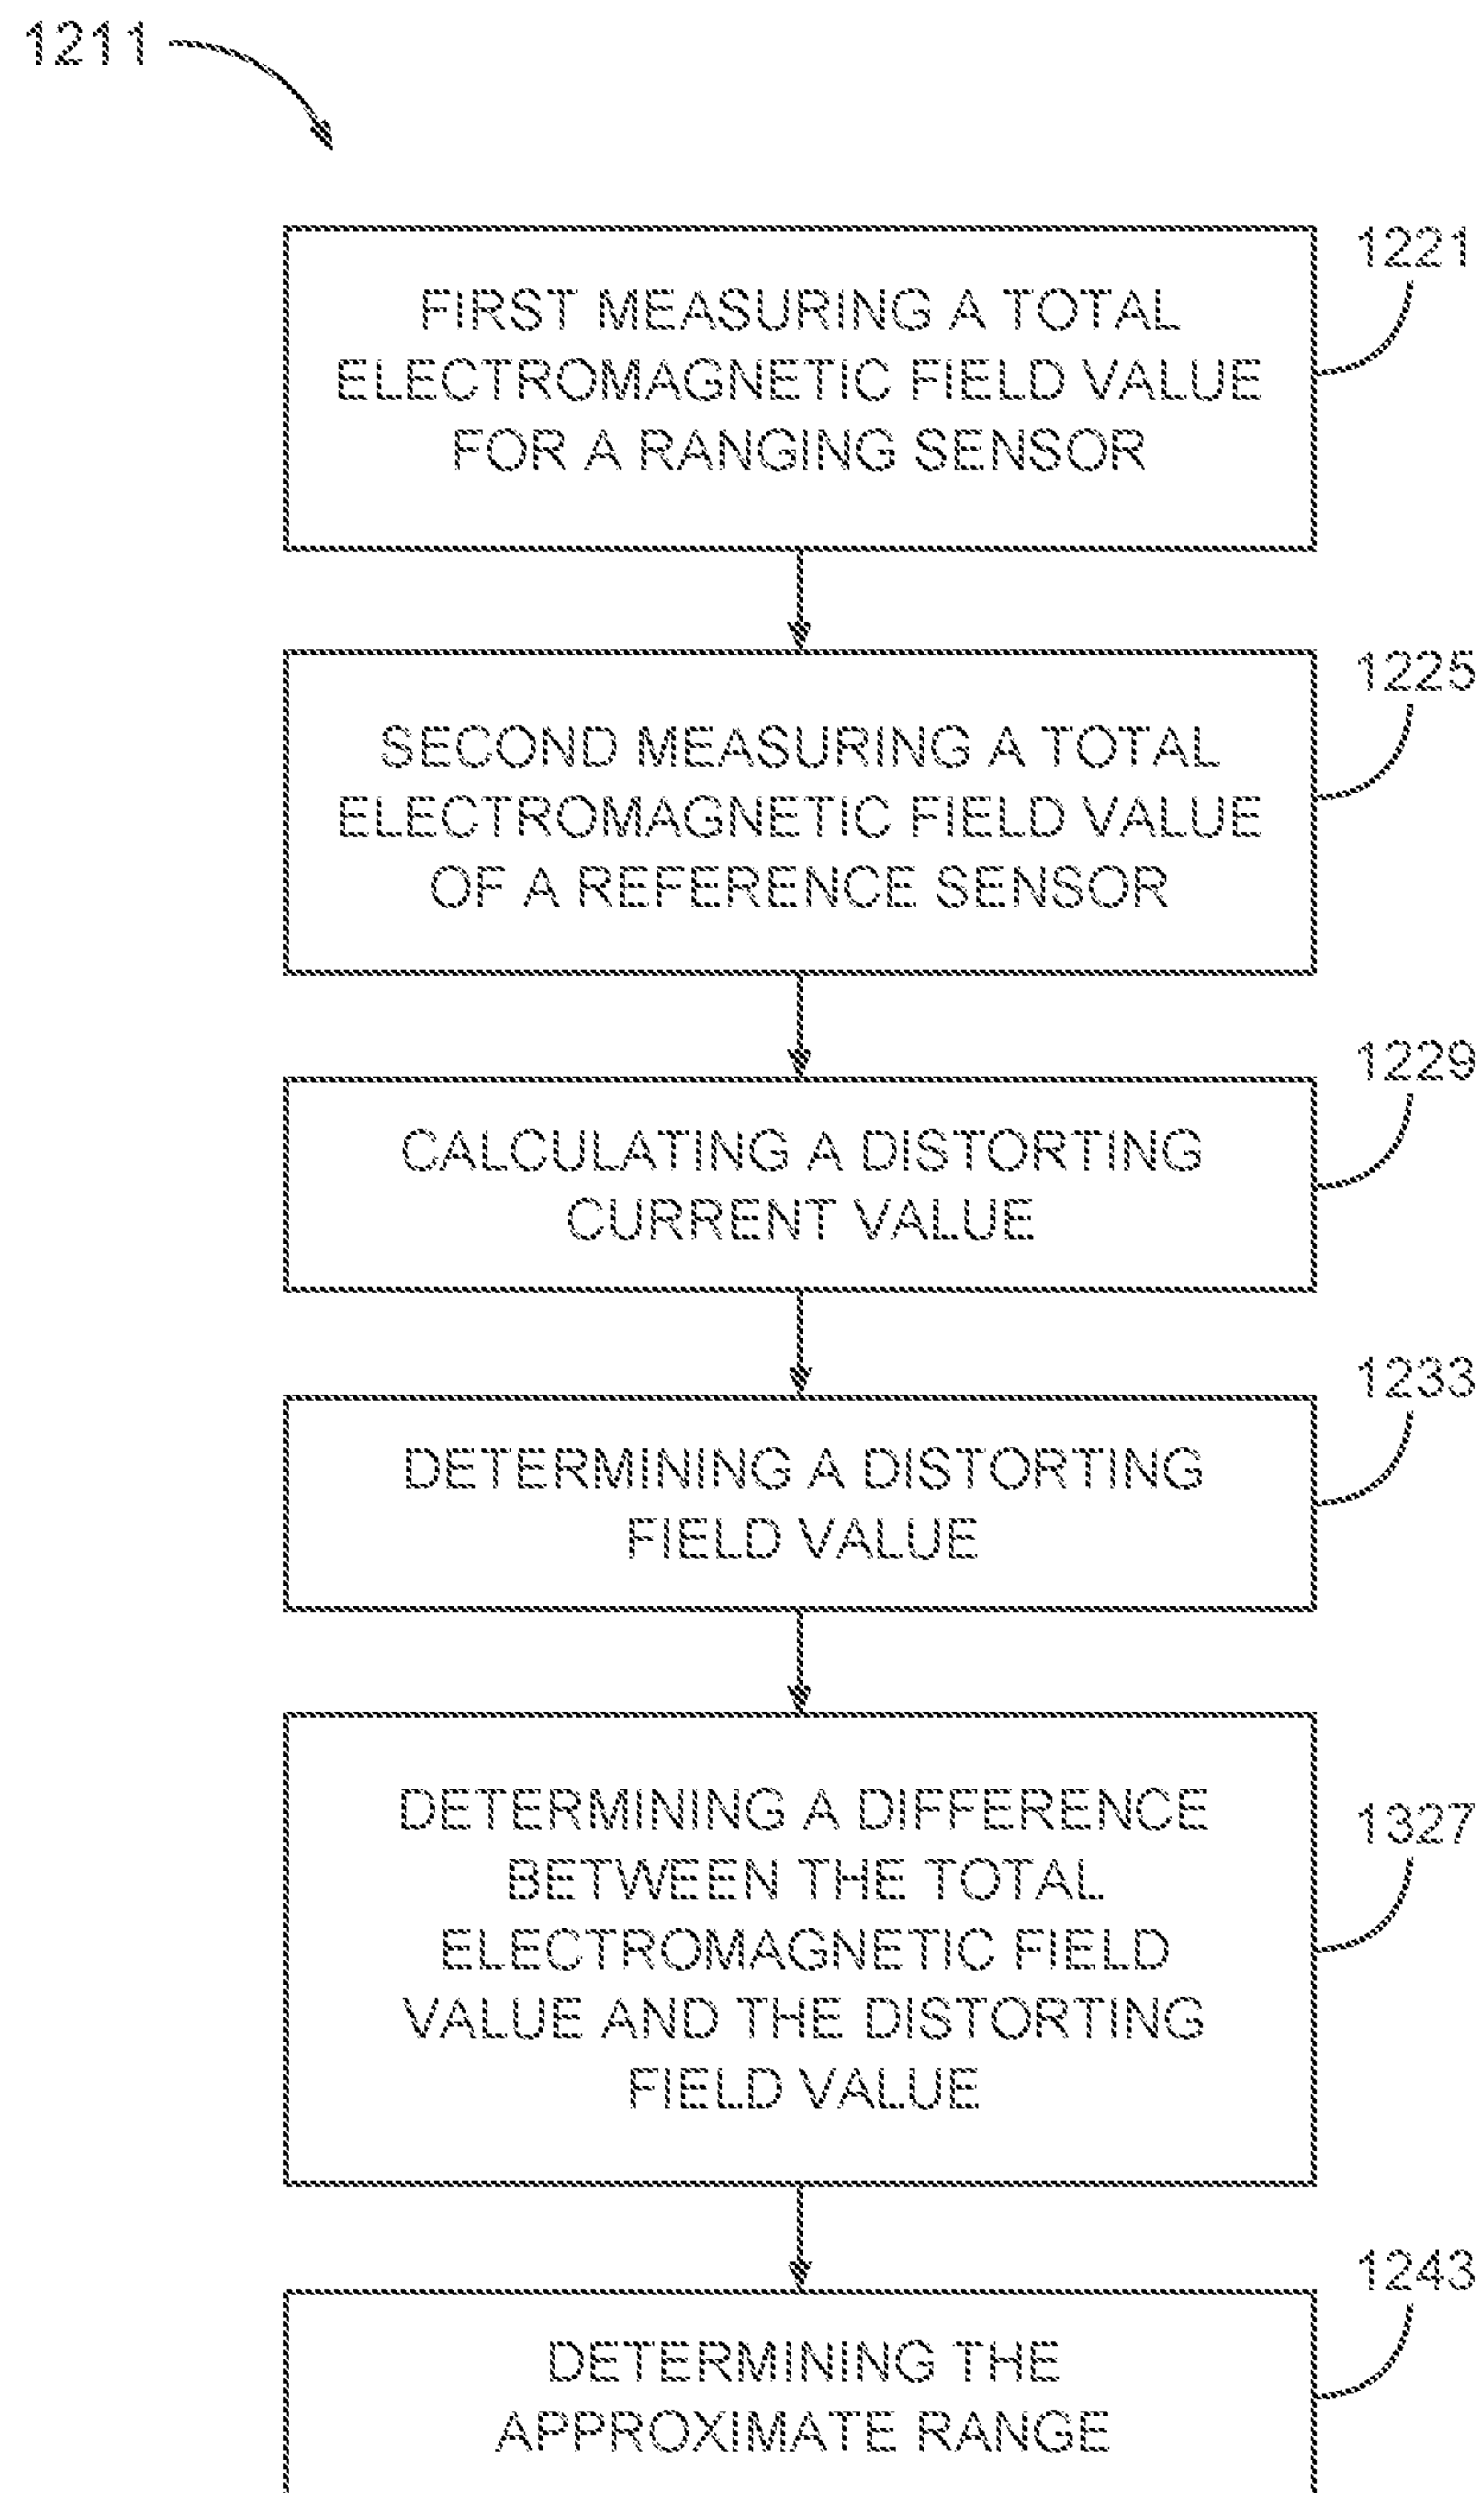 1211
1221
FIRST MEASURING A TOTAL
ELECTROMAGNETIC FIELD VALUE
FOR A RANGING SENSOR
1225
SECOND MEASURING A TOTAL
ELECTROMAGNETIC FIELD VALUE
OF A REFERENCE SENSOR
1229
CALCULATING A DISTORTING
CURRENT VALUE
1233
DETERMINING A DISTORTING
FIELD VALUE
1327
DETERMINING A DIFFERENCE
BETWEEN THE TOTAL
ELECTROMAGNETIC FIELD
VALUE AND THE DISTORTING
FIELD VALUE
1243
DETERMINING THE
APPROXIMATE RANGE